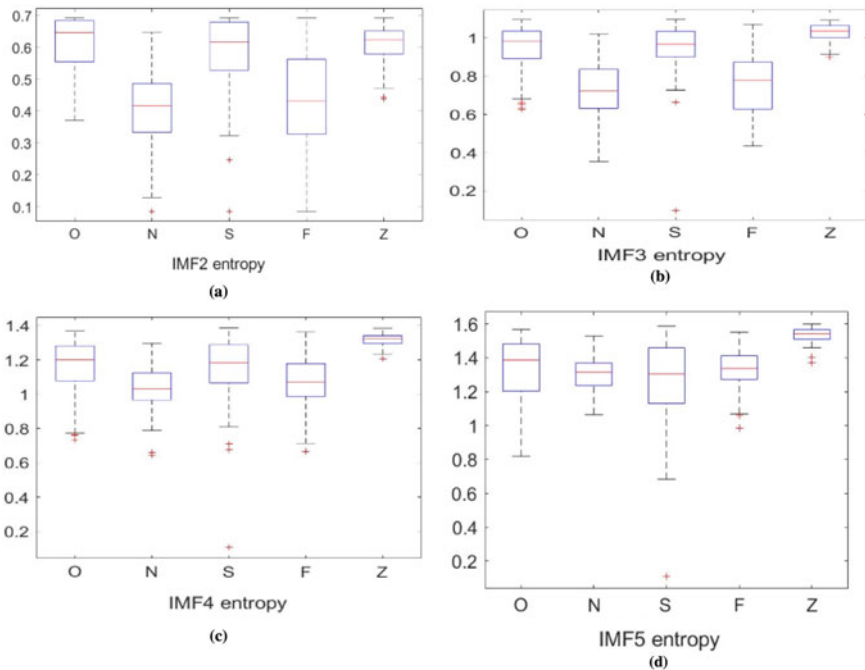 0.7
0.6
0.5
0.4
0.3
0.2
0.1
O N S F Z
IMF2 entropy
(a)
1
0.8
0.6
0.4
0.2
O N S F Z
IMF3 entropy
(b)
1.4
1.2
1
0.8
0.6
0.4
0.2
O N S F Z
IMF4 entropy
(c)
1.6
1.4
1.2
1
0.8
0.6
0.4
0.2
O N S F Z
IMF5 entropy
(d)